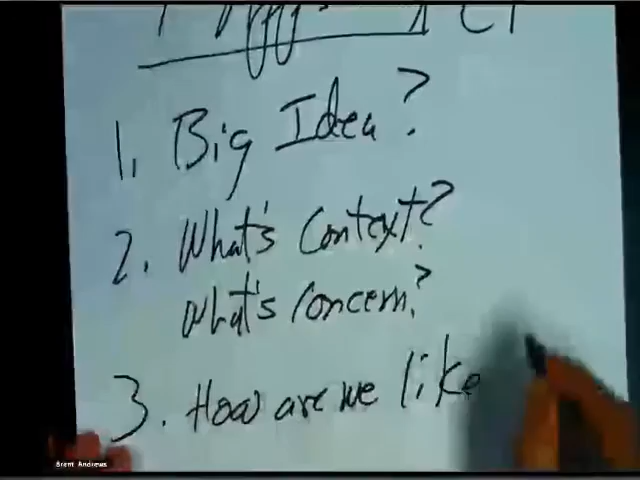 1. Big Idea?
2. What's Context?
What's Concern?
3. How are we like
Brent Andrews